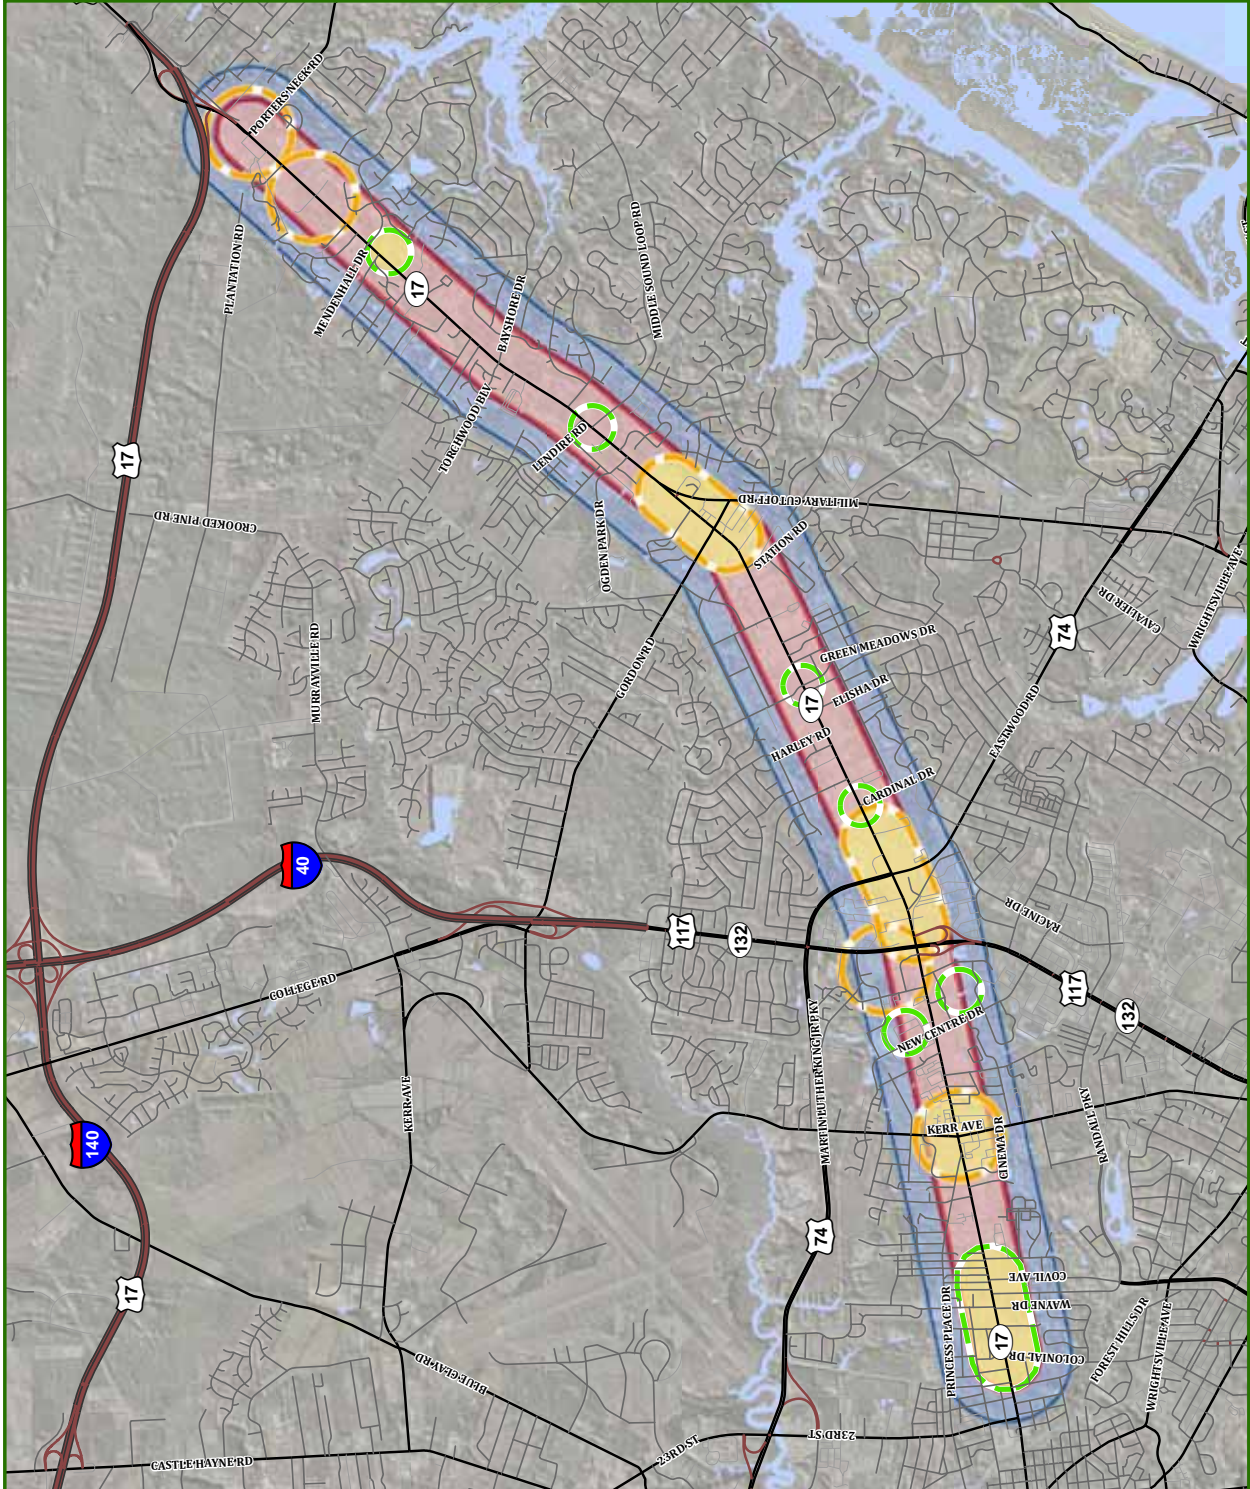 PORTERS NECK RD
PLANTATION RD
MENDENHALL DR
17
MIDDLE SOUND LOOP RD
BAYSHORE DR
TORCHWOOD BLV
LENDIRE RD
17
CROOKED PINE RD
MILITARY CUTOFF RD
OGDEN PARK DR
STATION RD
WRIGHTSVILLE AVE
CAVALIER DR
74
MURRAYVILLE RD
GORDON RD
GREEN MEADOWS DR
ELISHA DR
17
HARLEY RD
EASTWOOD RD
CARDINAL DR
40
117
132
RACINE DR
COLLEGE RD
117
132
NEW CENTRE DR
MARTIN LUTHER KING JR PKY
KERR AVE
140
KERR AVE
CINEMA DR
RANDALL PKY
74
17
COVIL AVE
WAYNE DR
17
COLONIAL DR
PRINCESS PLACE DR
FOREST HILLS DR
WRIGHTSVILLE AVE
BLUE CLAY RD
23RD ST
23RD ST
CASTLE HAYNE RD